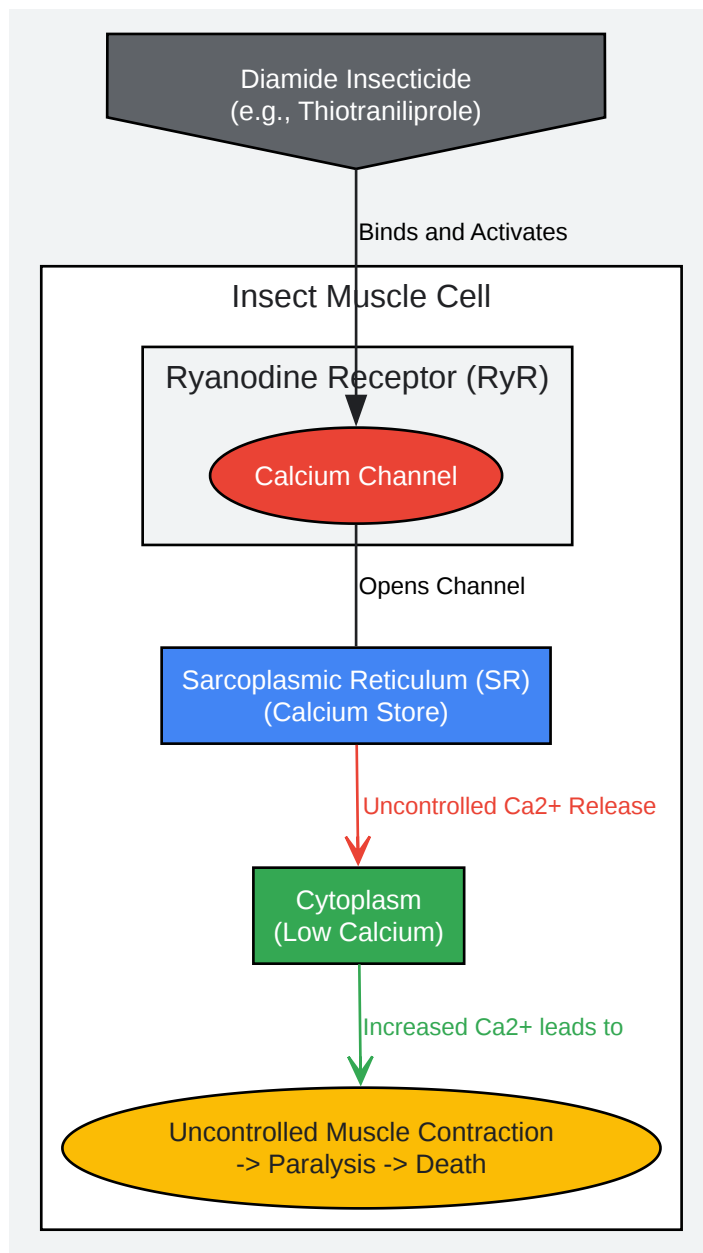 Diamide Insecticide
(e.g., Thiotraniliprole)
Binds and Activates
Insect Muscle Cell
Ryanodine Receptor (RyR)
Calcium Channel
Opens Channel
Sarcoplasmic Reticulum (SR)
(Calcium Store)
Uncontrolled Ca2+ Release
Cytoplasm
(Low Calcium)
Increased Ca2+ leads to
Uncontrolled Muscle Contraction
-> Paralysis -> Death